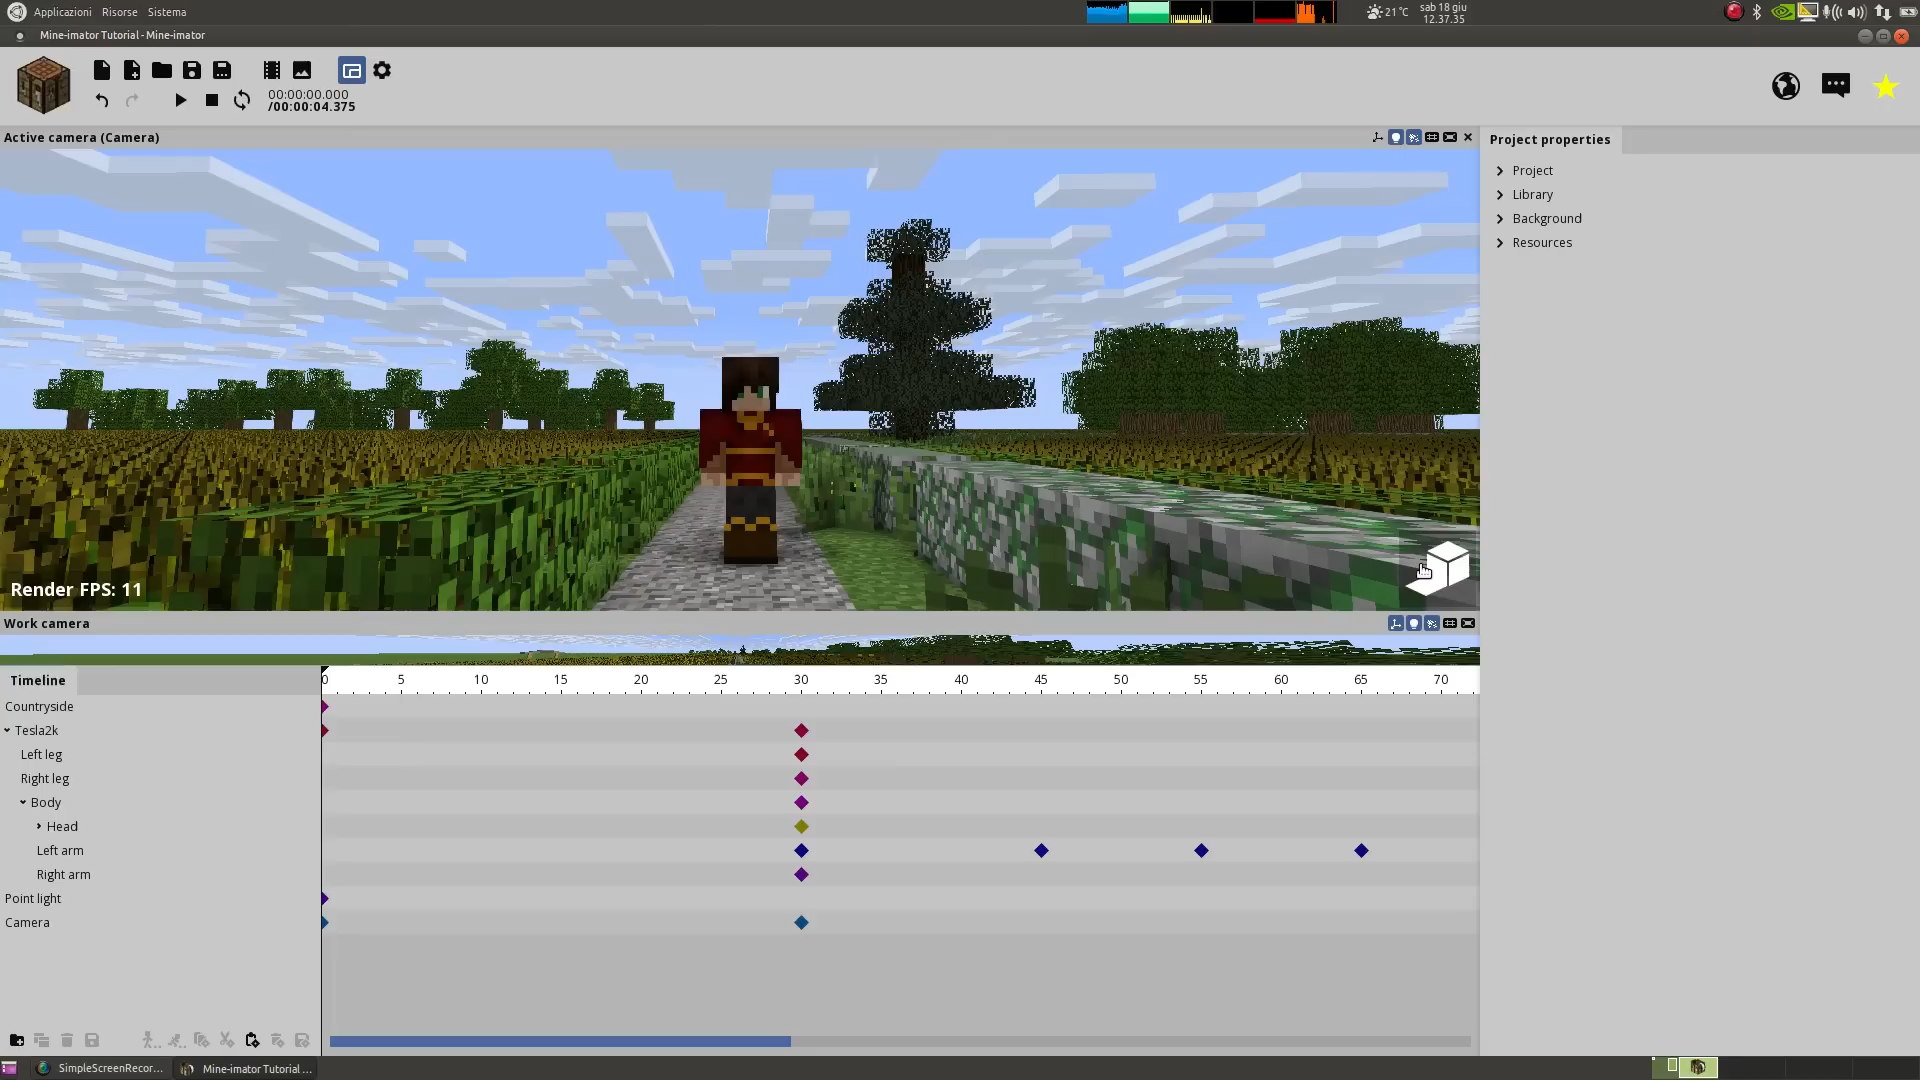 Applicazioni Risorse Sistema
21 °C
sab 18 giu
12.37.35
Mine-imator Tutorial - Mine-imator
00:00:00.000
/00:00:04.375
Active camera (Camera)
Project properties
Project
Library
Background
Resources
Render FPS: 11
Work camera
Timeline
0 5 10 15 20 25 30 35 40 45 50 55 60 65 70
Countryside
Tesla2k
Left leg
Right leg
Body
Head
Left arm
Right arm
Point light
Camera
SimpleScreenRecor...
Mine-imator Tutorial ...